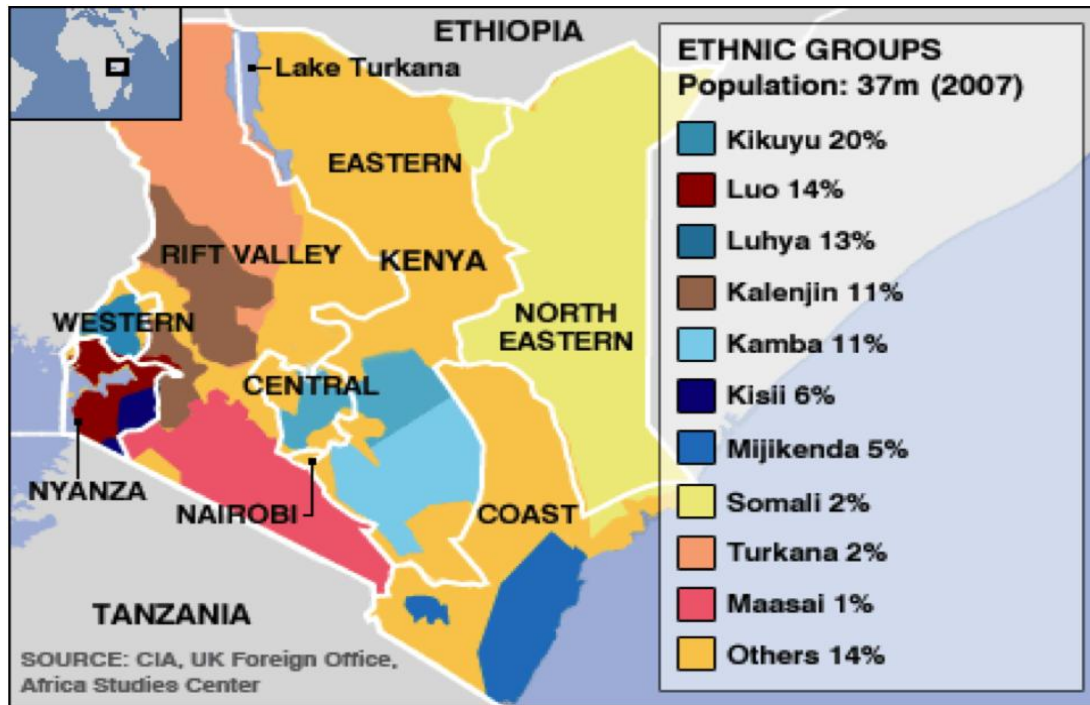 ETHIOPIA
Lake Turkana
EASTERN
RIFT VALLEY
KENYA
WESTERN
NORTH
EASTERN
CENTRAL
NYANZA
NAIROBI
COAST
TANZANIA
SOURCE: CIA, UK Foreign Office,
Africa Studies Center
ETHNIC GROUPS
Population: 37m (2007)
Kikuyu 20%
Luo 14%
Luhya 13%
Kalenjin 11%
Kamba 11%
Kisii 6%
Mijikenda 5%
Somali 2%
Turkana 2%
Maasai 1%
Others 14%